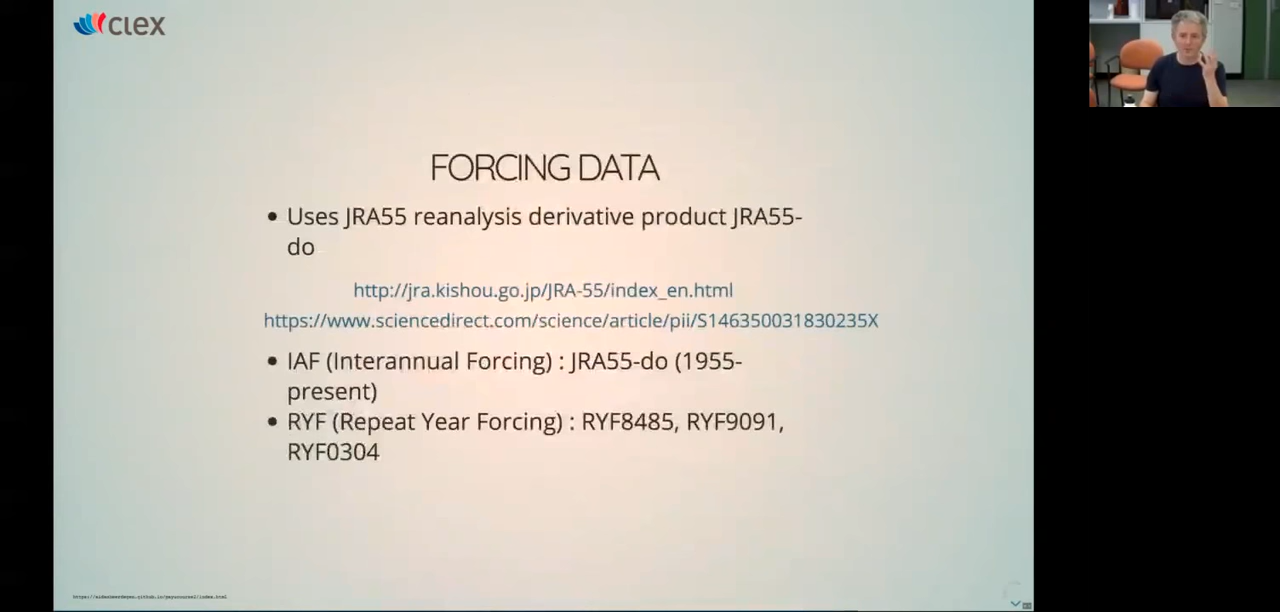 clex
FORCING DATA
• Uses JRA55 reanalysis derivative product JRA55-
do
http://jra.kishou.go.jp/JRA-55/index_en.html
https://www.sciencedirect.com/science/article/pii/S146350031830235X
• IAF (Interannual Forcing) : JRA55-do (1955-
present)
• RYF (Repeat Year Forcing) : RYF8485, RYF9091,
RYF0304